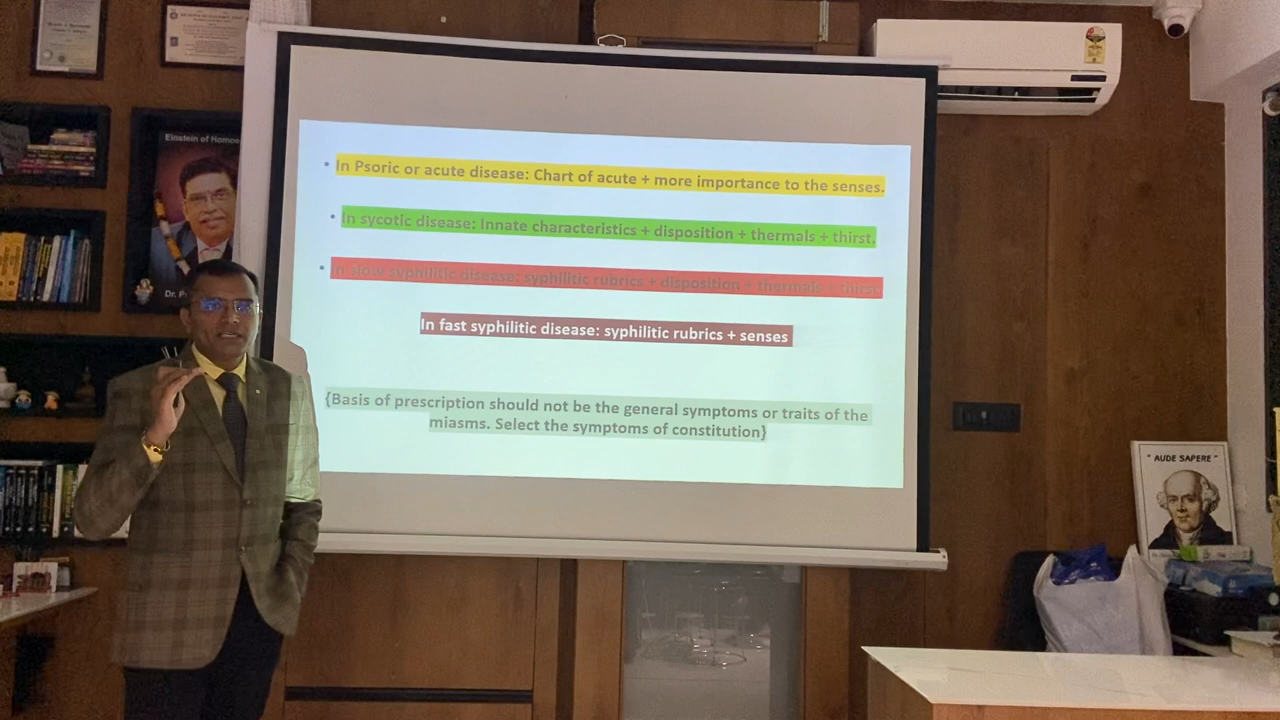 Einstein of Homoe
In Psoric or acute disease: Chart of acute + more importance to the senses.
In sycotic disease: Innate characteristics + disposition + thermals + thirst.
In slow syphilitic disease: syphilitic rubrics + disposition + thermals + thirst.
In fast syphilitic disease: syphilitic rubrics + senses
{Basis of prescription should not be the general symptoms or traits of the
miasms. Select the symptoms of constitution}
Dr. P
" AUDE SAPERE "